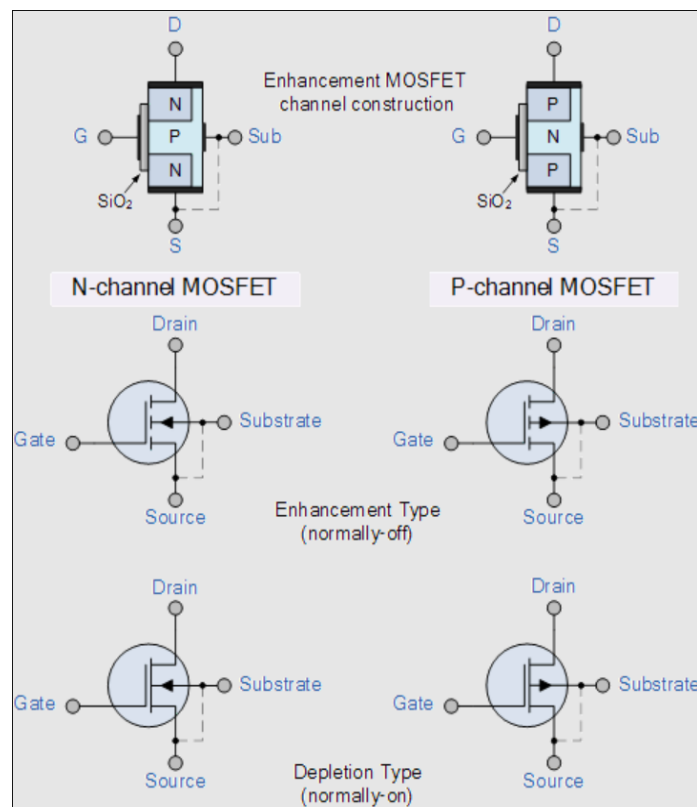 D
D
Enhancement MOSFET
channel construction
N
P
G
P
Sub
G
N
Sub
N
P
SiO₂
SiO₂
S
S
N-channel MOSFET
P-channel MOSFET
Drain
Drain
Substrate
Substrate
Gate
Gate
Source
Source
Enhancement Type
(normally-off)
Drain
Drain
Substrate
Substrate
Gate
Gate
Source
Source
Depletion Type
(normally-on)